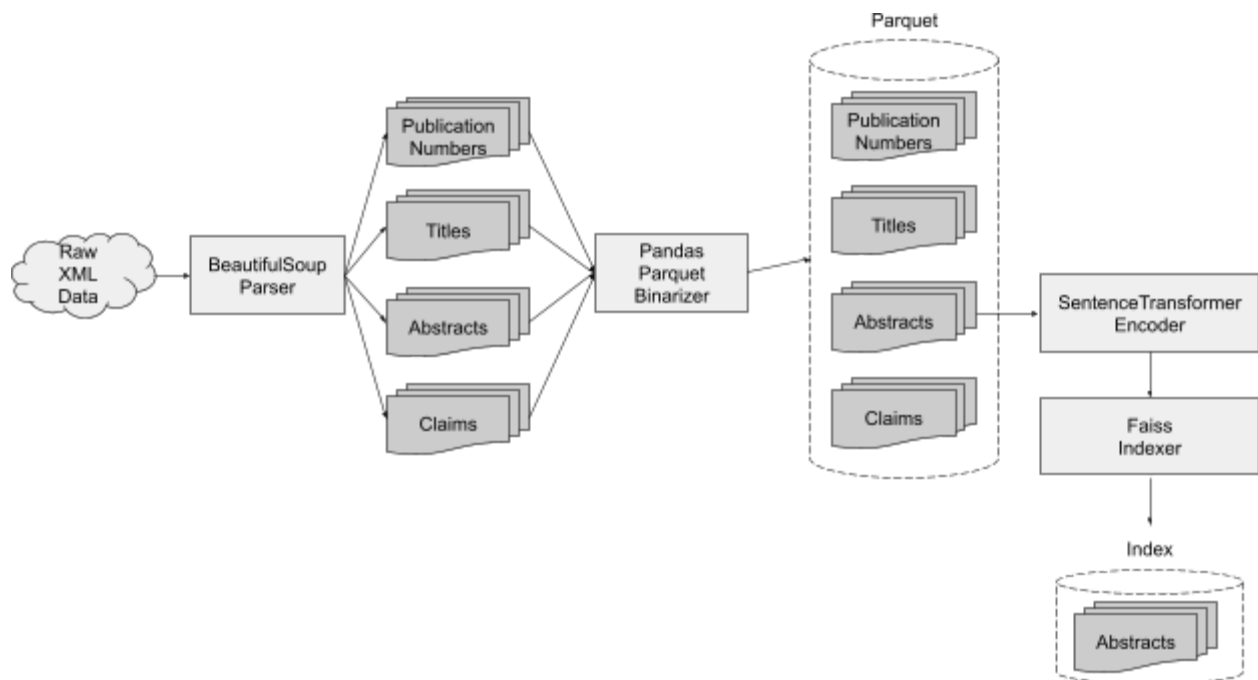 Raw
XML
Data
BeautifulSoup
Parser
Publication
Numbers
Titles
Abstracts
Claims
Pandas
Parquet
Binarizer
Parquet
Publication
Numbers
Titles
Abstracts
Claims
SentenceTransformer
Encoder
Faiss
Indexer
Index
Abstracts